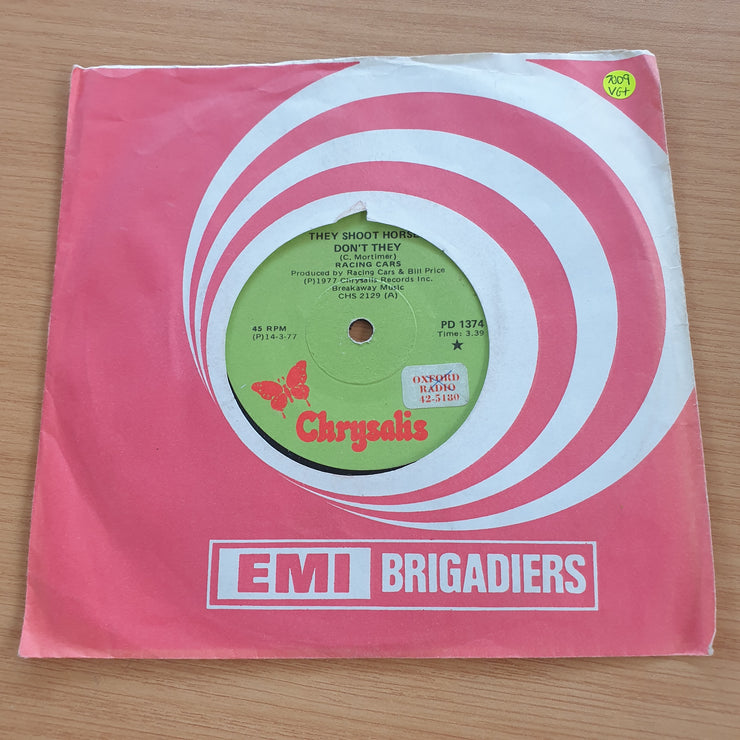 7009
VG+
THEY SHOOT HORSE
DON'T THEY
(C. Mortimer)
RACING CARS
Produced by Racing Cars & Bill Price
(P)1977 Chrysalis Records Inc.
Breakaway Music
CHS 2129 (A)
45 RPM
(P)14-3-77
PD 1374
Time: 3.39
★
OXFORD
RADIO
42-5180
Chrysalis
EMI BRIGADIERS